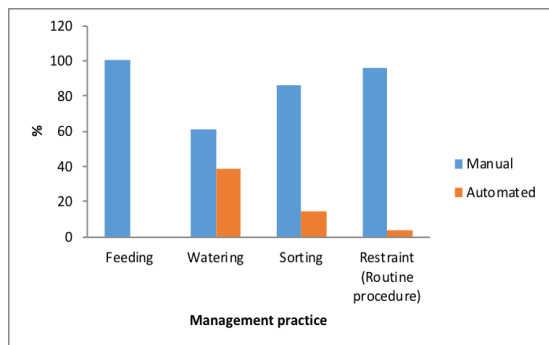 120
100
80
60
40
20
0
%
Feeding
Watering
Sorting
Restraint
(Routine
procedure)
Management practice
Manual
Automated